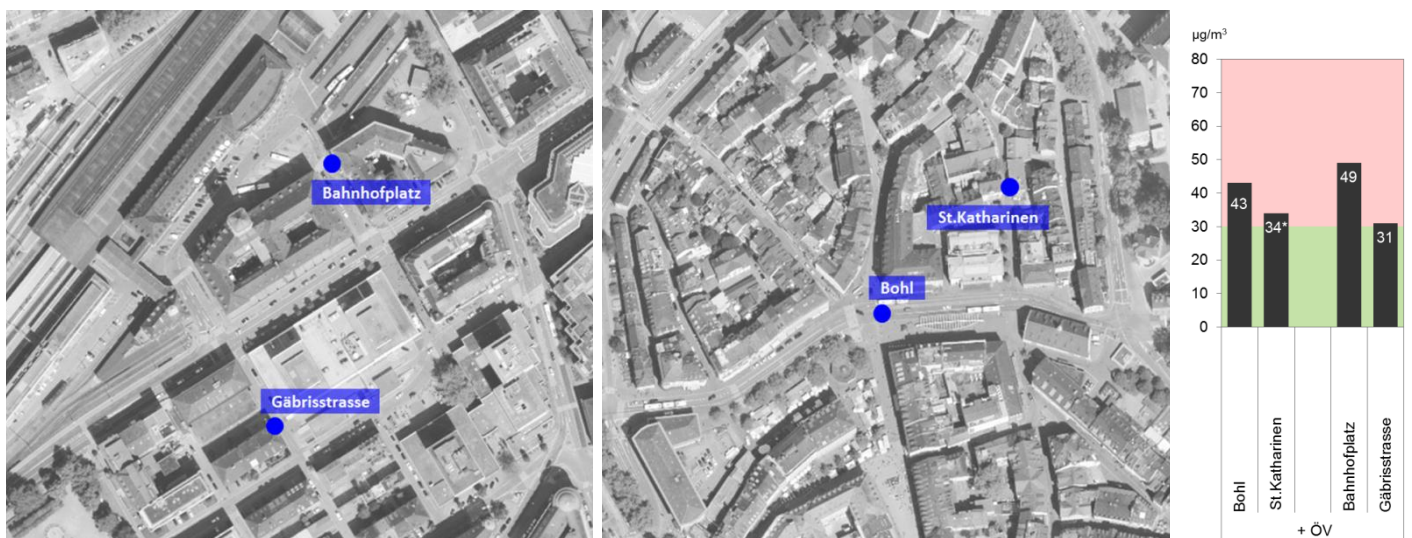 Bahnhofplatz
Gäbrisstrasse
St.Katharinen
Bohl
µg/m³
80
70
60
50
40
30
20
10
0
43
34*
49
31
Bohl
St.Katharinen
Bahnhofplatz
Gäbrisstrasse
+ ÖV